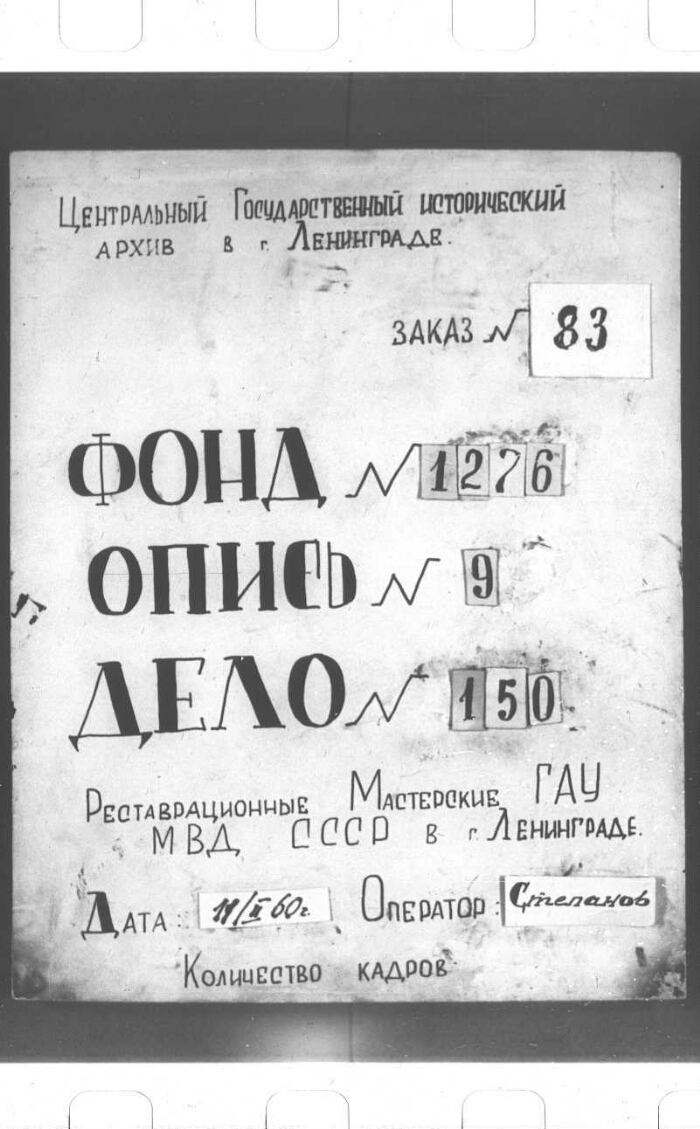 Центральный Государственный исторический
архив в г. Ленинграде.
заказ № 83
ФОНД № 1276
ОПИСЬ № 9
ДЕЛО № 150
Реставрационные Мастерские ГАУ
МВД СССР в г. Ленинграде.
Дата: 11/II 60г. Оператор: Степанов
Количество кадров